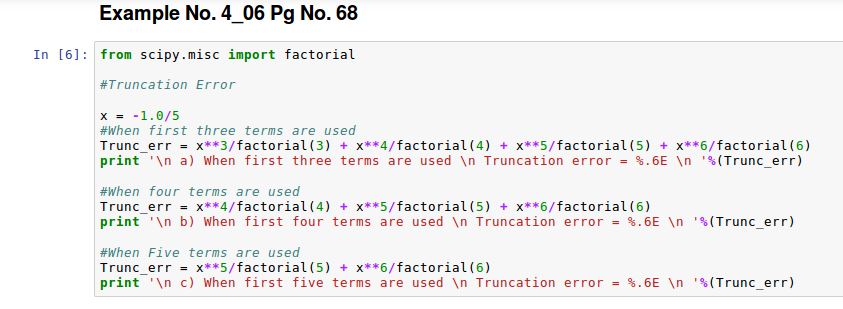 Example No. 4_06 Pg No. 68
In [6]: from scipy.misc import factorial
#Truncation Error
x = -1.0/5
#When first three terms are used
Trunc_err = x**3/factorial(3) + x**4/factorial(4) + x**5/factorial(5) + x**6/factorial(6)
print '\n a) When first three terms are used \n Truncation error = %.6E \n '%(Trunc_err)
#When four terms are used
Trunc_err = x**4/factorial(4) + x**5/factorial(5) + x**6/factorial(6)
print '\n b) When first four terms are used \n Truncation error = %.6E \n '%(Trunc_err)
#When Five terms are used
Trunc_err = x**5/factorial(5) + x**6/factorial(6)
print '\n c) When first five terms are used \n Truncation error = %.6E \n '%(Trunc_err)